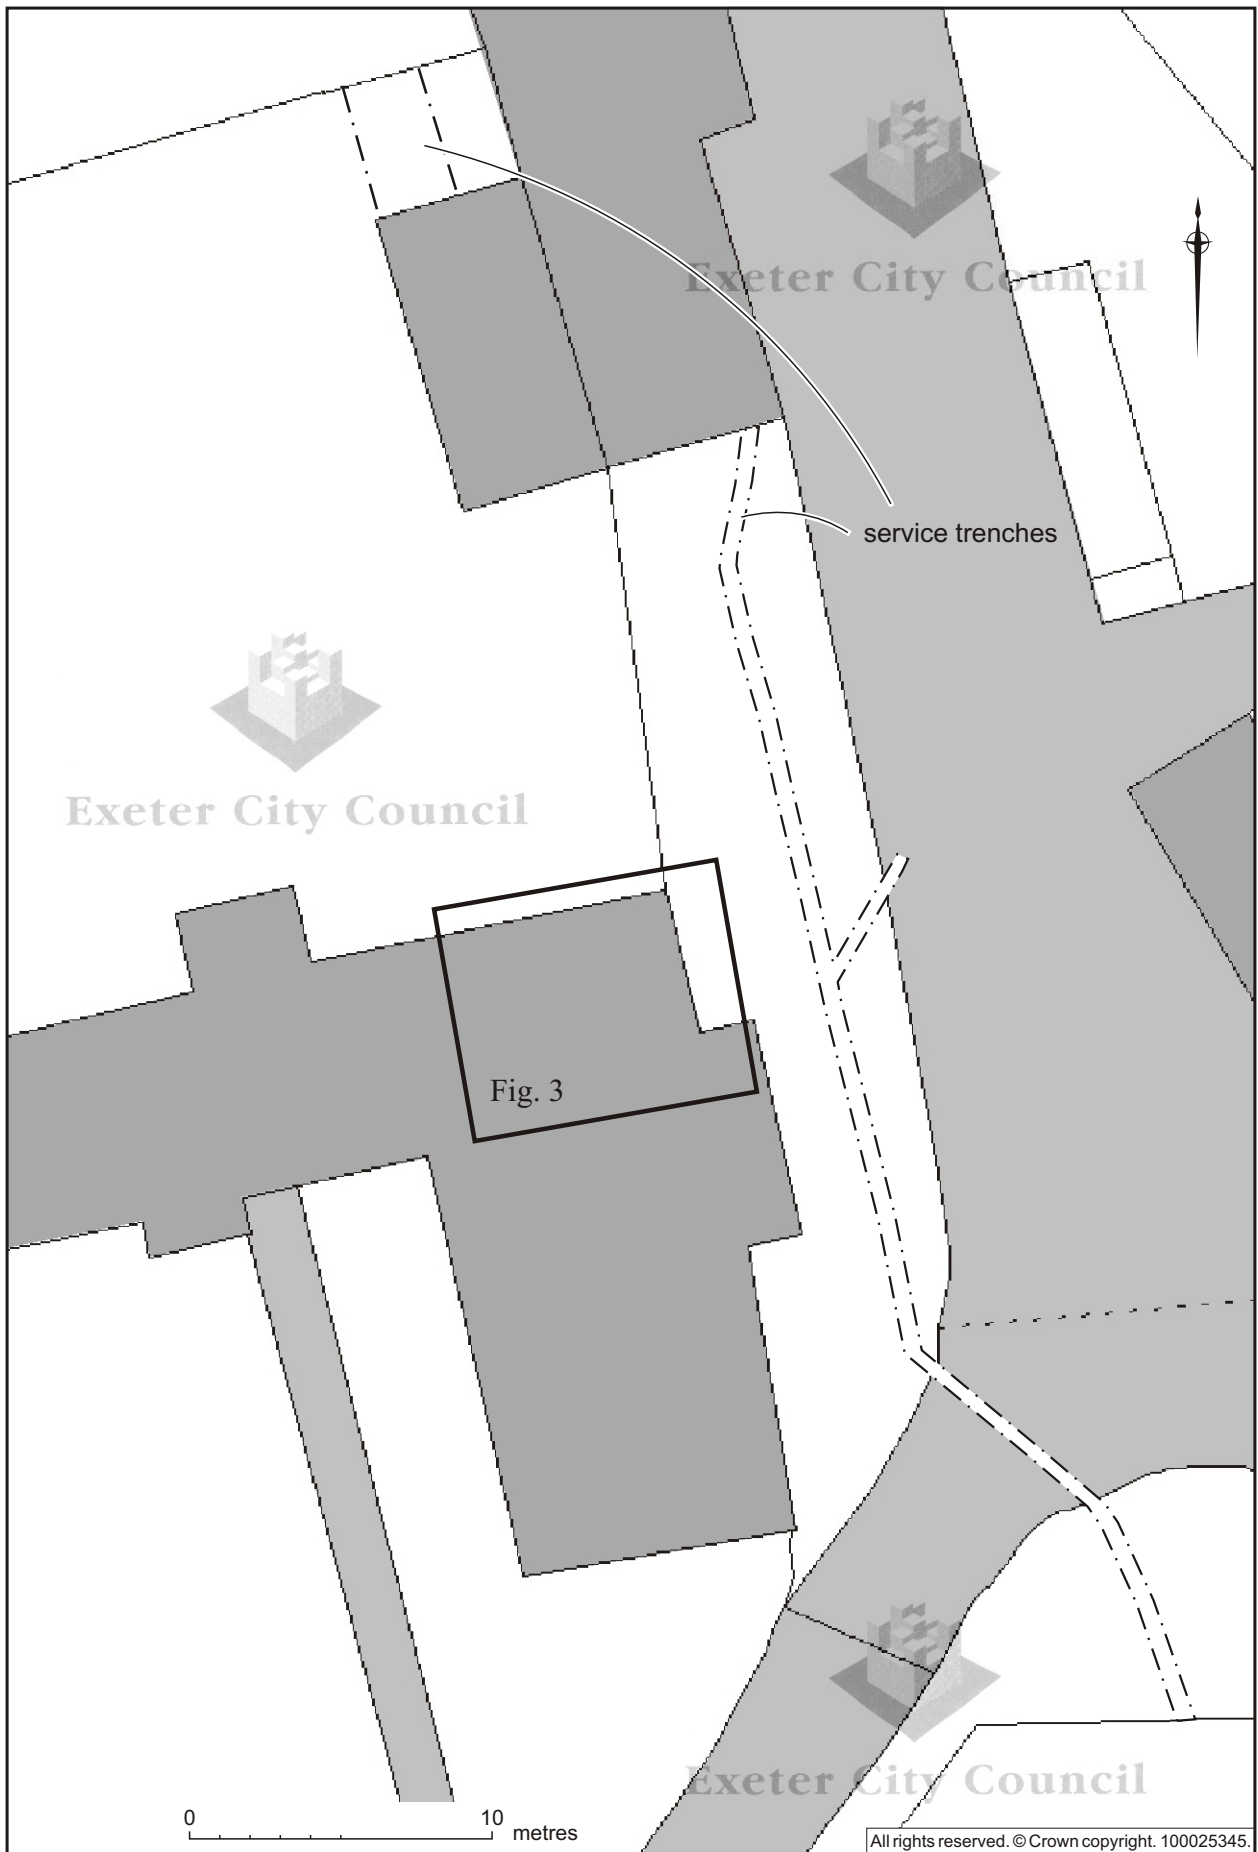 Exeter City Council
service trenches
Exeter City Council
Fig. 3
Exeter City Council
0 10 metres
All rights reserved. © Crown copyright. 100025345.